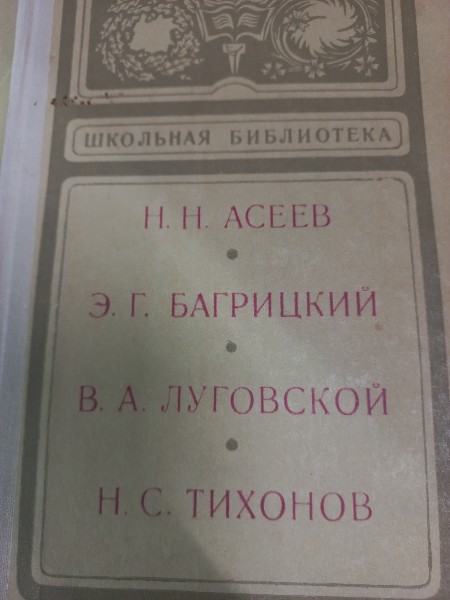 ШКОЛЬНАЯ БИБЛИОТЕКА
Н. Н. АСЕЕВ
Э. Г. БАГРИЦКИЙ
В. А. ЛУГОВСКОЙ
Н. С. ТИХОНОВ